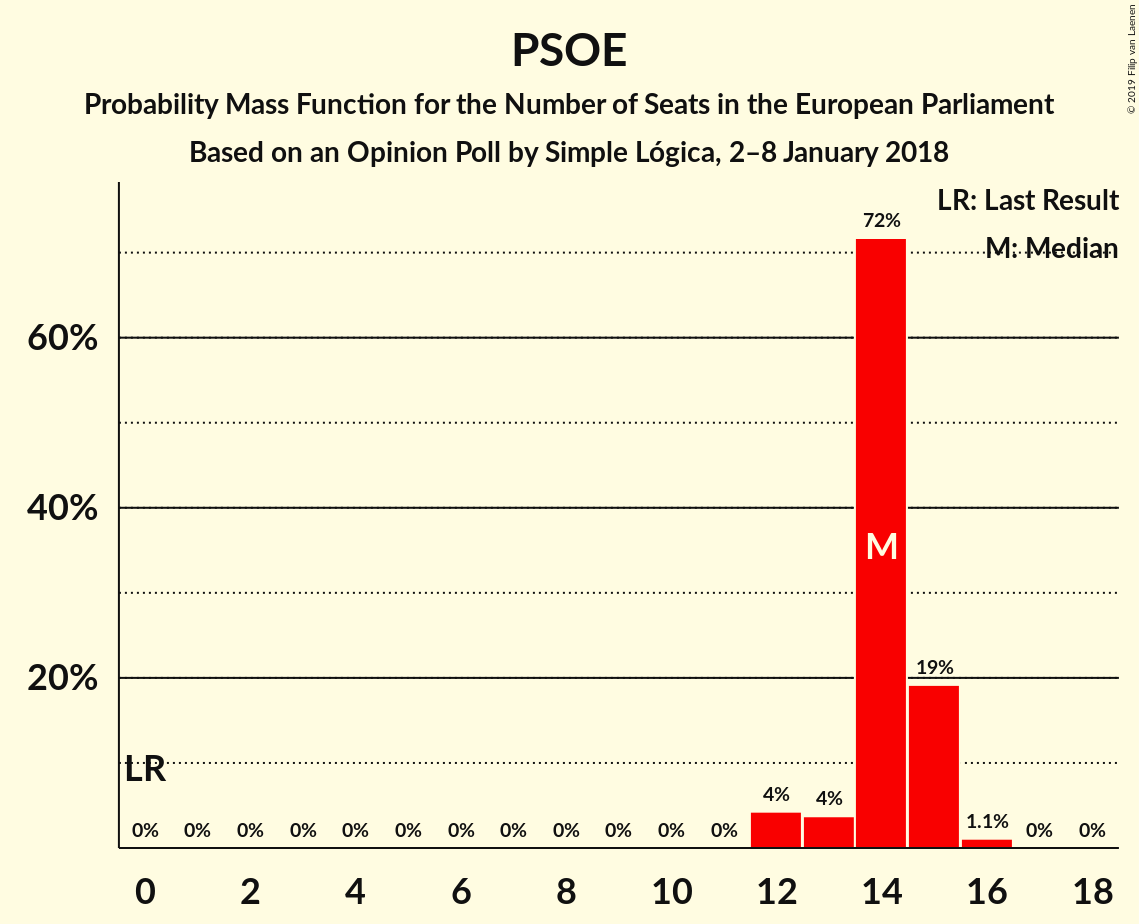 PSOE
Probability Mass Function for the Number of Seats in the European Parliament
Based on an Opinion Poll by Simple Lógica, 2–8 January 2018
© 2019 Filip van Laenen
LR: Last Result
M: Median
72%
60%
40%
M
20%
19%
LR
4%
4%
1.1%
0% 0% 0% 0% 0% 0% 0% 0% 0% 0% 0% 0% 0% 0%
0 2 4 6 8 10 12 14 16 18